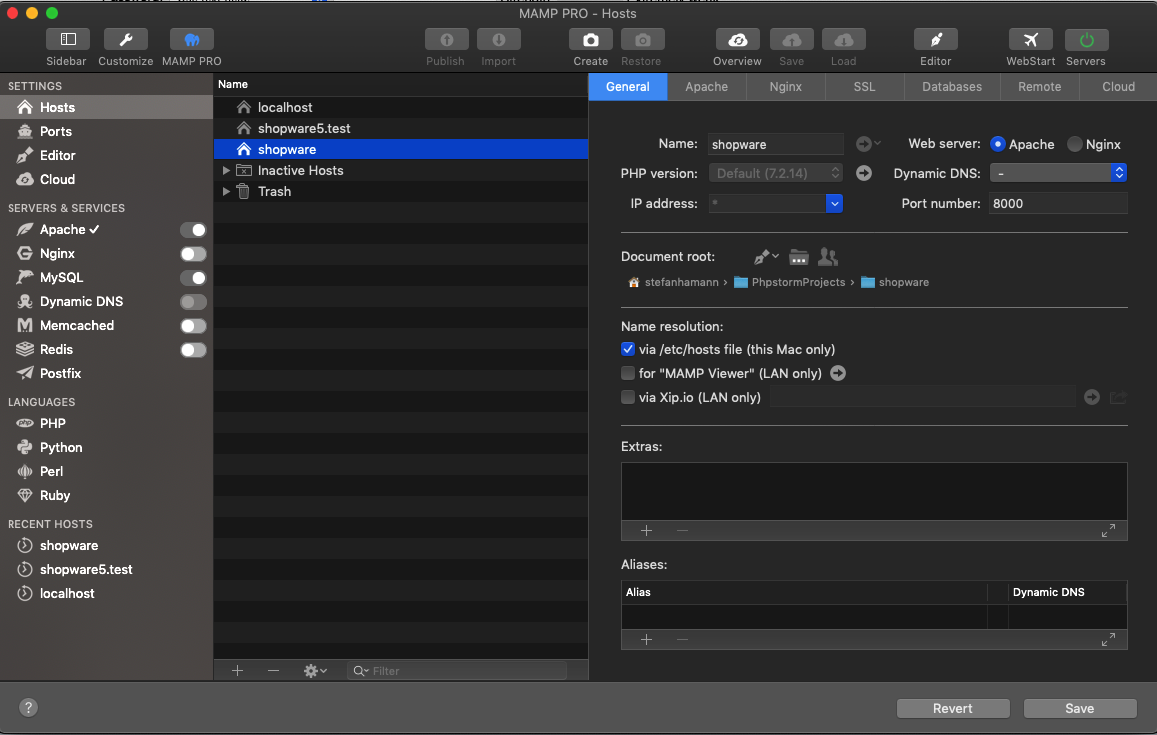 MAMP PRO - Hosts
Sidebar Customize MAMP PRO Publish Import Create Restore Overview Save Load Editor WebStart Servers
SETTINGS
Hosts
Ports
Editor
Cloud
SERVERS & SERVICES
Apache ✓
Nginx
MySQL
Dynamic DNS
Memcached
Redis
Postfix
LANGUAGES
PHP
Python
Perl
Ruby
RECENT HOSTS
shopware
shopware5.test
localhost
Name
localhost
shopware5.test
shopware
Inactive Hosts
Trash
Filter
General Apache Nginx SSL Databases Remote Cloud
Name: shopware Web server: Apache Nginx
PHP version: Default (7.2.14) Dynamic DNS: -
IP address: * Port number: 8000
Document root:
stefanhamann › PhpstormProjects › shopware
Name resolution:
via /etc/hosts file (this Mac only)
for "MAMP Viewer" (LAN only)
via Xip.io (LAN only)
Extras:
+ −
Aliases:
Alias Dynamic DNS
+ −
? Revert Save